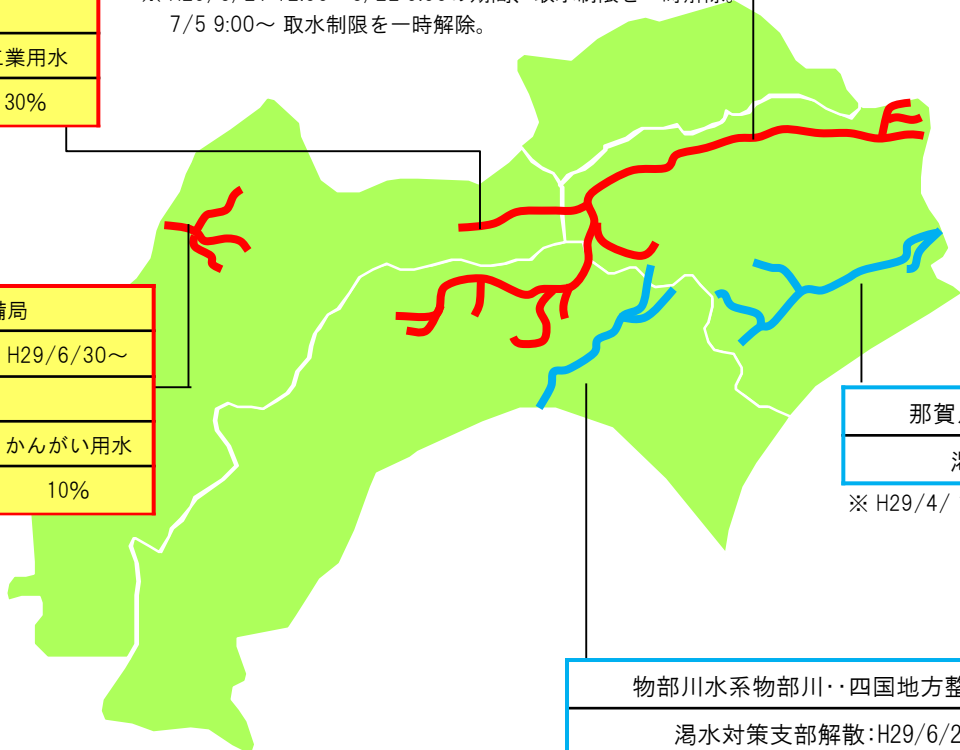 7/5 9:00～ 取水制限を一時解除。
業用水
30%
備局
H29/6/30～
かんがい用水
10%
那賀
※ H29/4/
物部川水系物部川‥四国地方整
渇水対策支部解散:H29/6/2